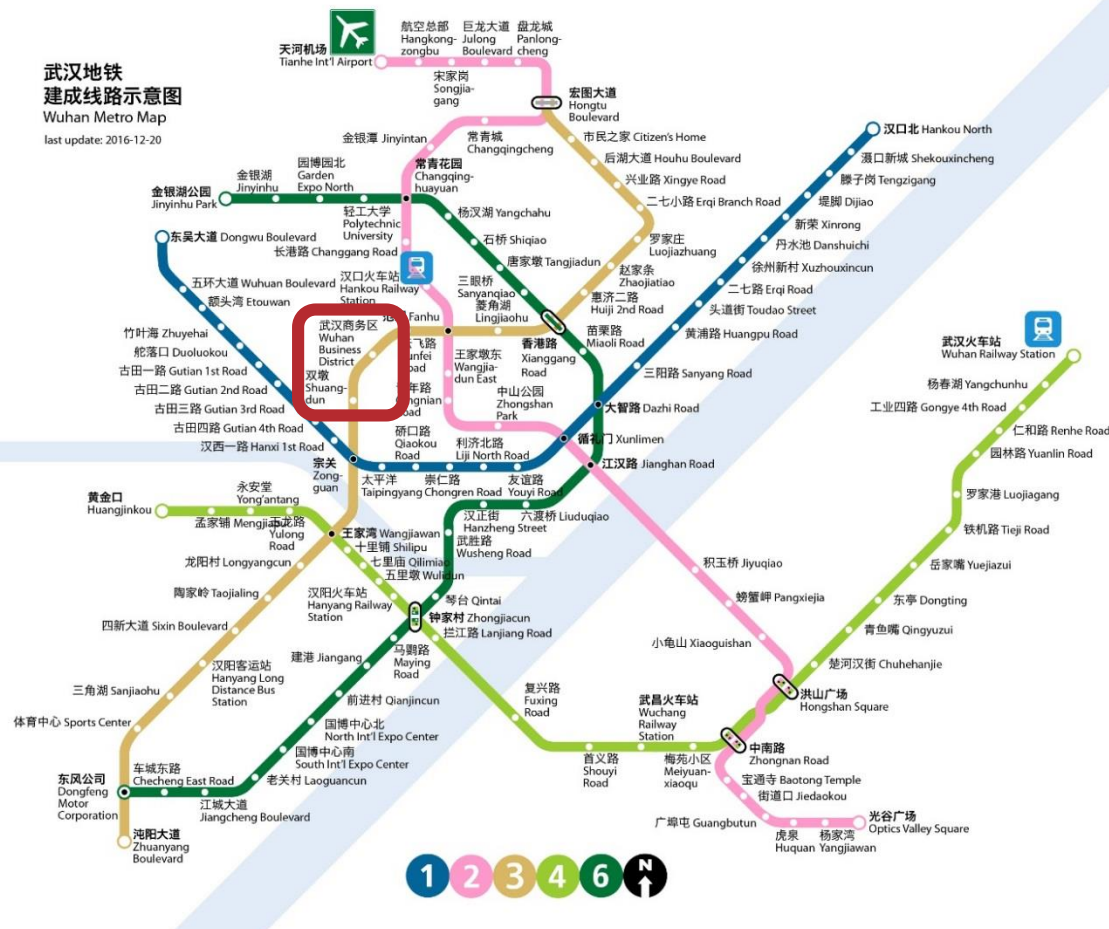 武汉地铁
建成线路示意图
Wuhan Metro Map
last update: 2016-12-20
天河机场
Tianhe Int'l Airport
航空总部
Hangkong-
zongbu
宋家岗
Songjia-
gang
巨龙大道
Julong
Boulevard
盘龙城
Panlong-
cheng
宏图大道
Hongtu
Boulevard
常青城
Changqingcheng
金银潭 Jinyintan
市民之家 Citizen's Home
后湖大道 Houhu Boulevard
兴业路 Xingye Road
二七小路 Erqi Branch Road
罗家庄
Luojiazhuang
赵家条
Zhaojiatiao
惠济二路
Huiji 2nd Road
汉口北 Hankou North
滠口新城 Shekouxincheng
滕子岗 Tengzigang
堤脚 Dijiao
新荣 Xinrong
丹水池 Danshuichi
徐州新村 Xuzhouxincun
二七路 Erqi Road
头道街 Toudao Street
黄浦路 Huangpu Road
三阳路 Sanyang Road
大智路 Dazhi Road
循礼门 Xunlimen
江汉路 Jianghan Road
金银湖公园
Jinyinhu Park
金银湖
Jinyinhu
园博园北
Garden
Expo North
轻工大学
Polytechnic
University
常青花园
Changqing-
huayuan
杨汊湖 Yangchahu
石桥 Shiqiao
唐家墩 Tangjiadun
三眼桥
Sanyanqiao
香港路
Xianggang
Road
苗栗路
Miaoli Road
长港路 Changgang Road
汉口火车站
Hankou Railway
Station
Fanhu
菱角湖
Lingjiaohu
东吴大道 Dongwu Boulevard
五环大道 Wuhuan Boulevard
额头湾 Etouwan
竹叶海 Zhuyehai
舵落口 Duoluokou
古田一路 Gutian 1st Road
古田二路 Gutian 2nd Road
古田三路 Gutian 3rd Road
古田四路 Gutian 4th Road
汉西一路 Hanxi 1st Road
武汉商务区
Wuhan
Business
District
双墩
Shuang-
dun
飞路
unfei
oad
年路
ngnian
oad
王家墩东
Wangjia-
dun East
中山公园
Zhongshan
Park
宗关
Zong-
guan
太平洋
Taipingyang
硚口路
Qiaokou
Road
崇仁路
Chongren Road
利济北路
Liji North Road
友谊路
Youyi Road
汉正街
Hanzheng Street
六渡桥 Liuduqiao
武胜路
Wusheng Road
琴台 Qintai
黄金口
Huangjinkou
孟家铺 Mengjiapu
永安堂
Yong'antang
玉龙路
Yulong
Road
王家湾 Wangjiawan
十里铺 Shilipu
七里庙 Qilimiao
五里墩 Wulidun
汉阳火车站
Hanyang Railway
Station
钟家村 Zhongjiacun
拦江路 Lanjiang Road
马鹦路
Maying
Road
建港 Jiangang
前进村 Qianjincun
国博中心北
North Int'l Expo Center
国博中心南
South Int'l Expo Center
老关村 Laoguancun
江城大道
Jiangcheng Boulevard
车城东路
Checheng East Road
东风公司
Dongfeng
Motor
Corporation
沌阳大道
Zhuanyang
Boulevard
龙阳村 Longyangcun
陶家岭 Taojialing
四新大道 Sixin Boulevard
汉阳客运站
Hanyang Long
Distance Bus
Station
三角湖 Sanjiaohu
体育中心 Sports Center
复兴路
Fuxing
Road
首义路
Shouyi
Road
武昌火车站
Wuchang
Railway
Station
梅苑小区
Meiyuan-
xiaoqu
中南路
Zhongnan Road
洪山广场
Hongshan Square
楚河汉街 Chuhehanjie
青鱼嘴 Qingyuzui
东亭 Dongting
岳家嘴 Yuejiazui
铁机路 Tieji Road
罗家港 Luojiagang
园林路 Yuanlin Road
仁和路 Renhe Road
工业四路 Gongye 4th Road
杨春湖 Yangchunhu
武汉火车站
Wuhan Railway Station
积玉桥 Jiyuqiao
螃蟹岬 Pangxiejia
小龟山 Xiaoguishan
宝通寺 Baotong Temple
街道口 Jiedaokou
广埠屯 Guangbutun
虎泉
Huquan
杨家湾
Yangjiawan
光谷广场
Optics Valley Square
1 2 3 4 6 N